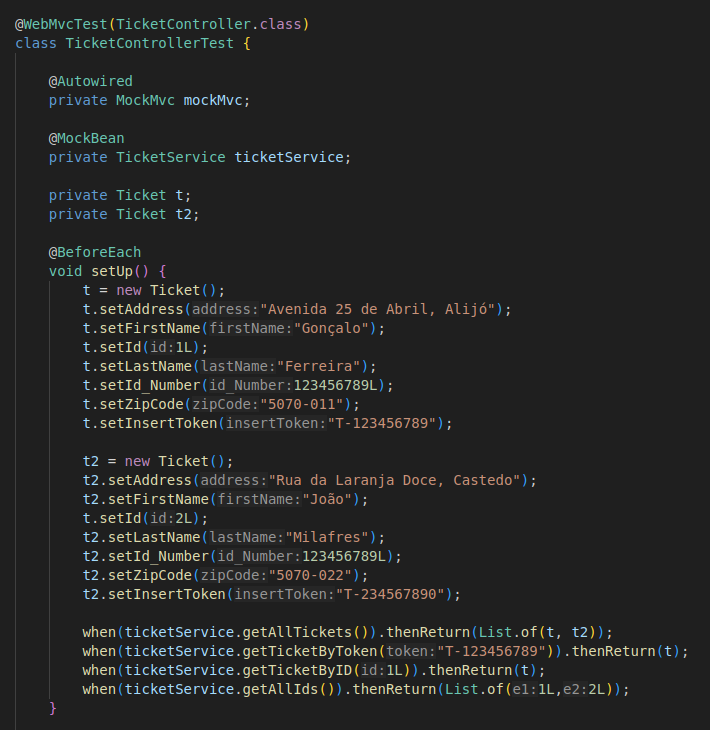 @WebMvcTest(TicketController.class)
class TicketControllerTest {
@Autowired
private MockMvc mockMvc;
@MockBean
private TicketService ticketService;
private Ticket t;
private Ticket t2;
@BeforeEach
void setUp() {
t = new Ticket();
t.setAddress(address:"Avenida 25 de Abril, Alijó");
t.setFirstName(firstName:"Gonçalo");
t.setId(id:1L);
t.setLastName(lastName:"Ferreira");
t.setId_Number(id_Number:123456789L);
t.setZipCode(zipCode:"5070-011");
t.setInsertToken(insertToken:"T-123456789");
t2 = new Ticket();
t2.setAddress(address:"Rua da Laranja Doce, Castedo");
t2.setFirstName(firstName:"João");
t.setId(id:2L);
t2.setLastName(lastName:"Milafres");
t2.setId_Number(id_Number:123456789L);
t2.setZipCode(zipCode:"5070-022");
t2.setInsertToken(insertToken:"T-234567890");
when(ticketService.getAllTickets()).thenReturn(List.of(t, t2));
when(ticketService.getTicketByToken(token:"T-123456789")).thenReturn(t);
when(ticketService.getTicketByID(id:1L)).thenReturn(t);
when(ticketService.getAllIds()).thenReturn(List.of(e1:1L,e2:2L));
}